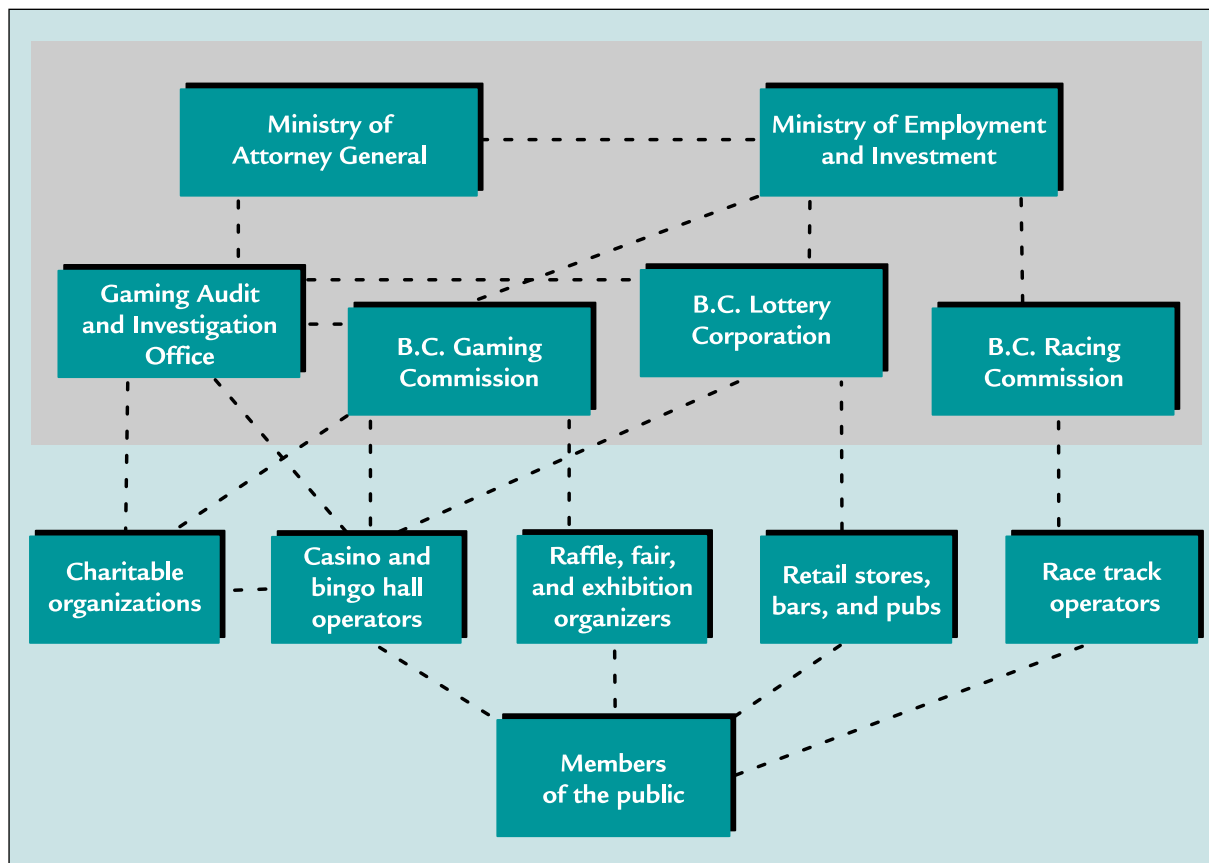 Ministry of
Attorney General
Ministry of Employment
and Investment
Gaming Audit
and Investigation
Office
B.C. Gaming
Commission
B.C. Lottery
Corporation
B.C. Racing
Commission
Charitable
organizations
Casino and
bingo hall
operators
Raffle, fair,
and exhibition
organizers
Retail stores,
bars, and pubs
Race track
operators
Members
of the public